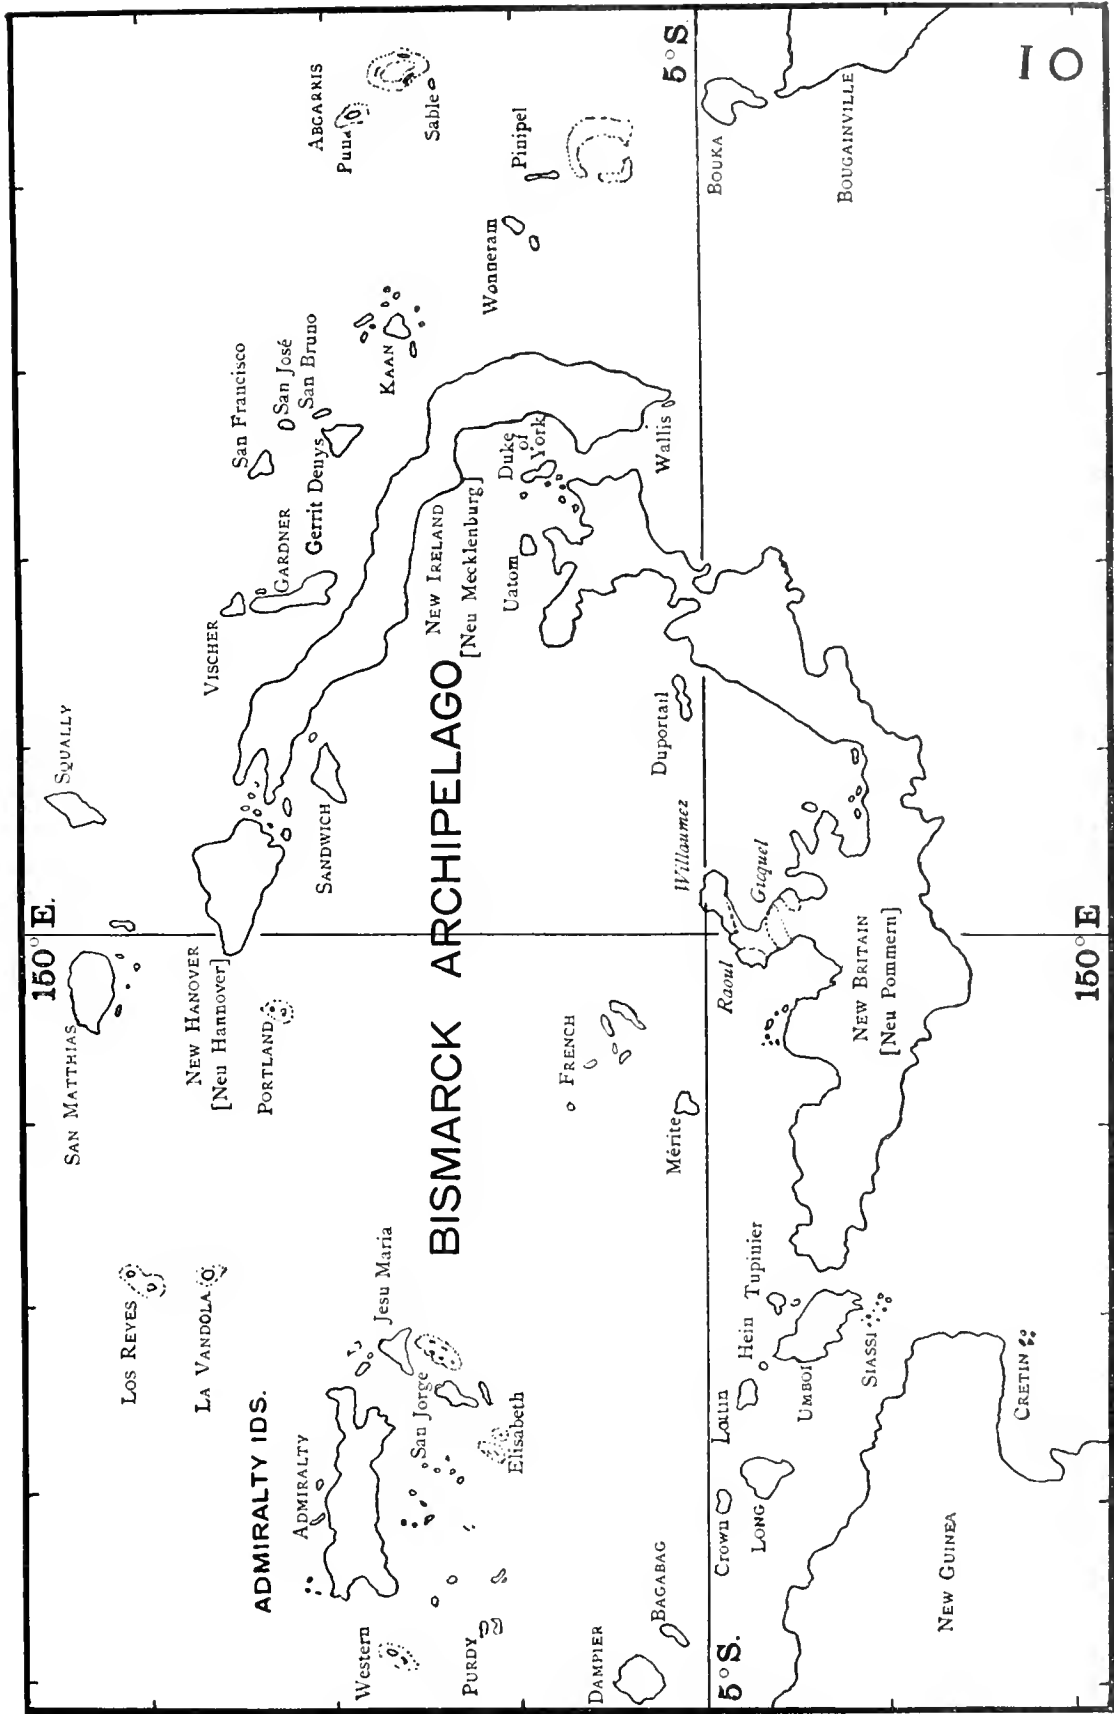 150° E.
SQUALLY
SAN MATTHIAS
NEW HANOVER
[Neu Hannover]
PORTLAND
LOS REYES
LA VANDOLA
ADMIRALTY IDS.
ADMIRALTY
Jesu Maria
San Jorge
Elisabeth
Western
PURDY
VISCHER
GARDNER
San Francisco
San José
San Bruno
Gerrit Denys
SANDWICH
KAAN
ABGARRIS
Sable
Pinipel
Wonneram
BISMARCK ARCHIPELAGO
NEW IRELAND
[Neu Mecklenburg]
Duke
of
York
Uatom
Wallis
FRENCH
Mérite
Duportail
Willaumez
Gicquel
Raoul
DAMPIER
BAGABAG
5° S.
5° S
BOUKA
BOUGAINVILLE
NEW BRITAIN
[Neu Pommern]
Crown
LONG
Lottin
Hein
Tupinier
UMBOI
SIASSI
CRETIN
NEW GUINEA
150° E
10